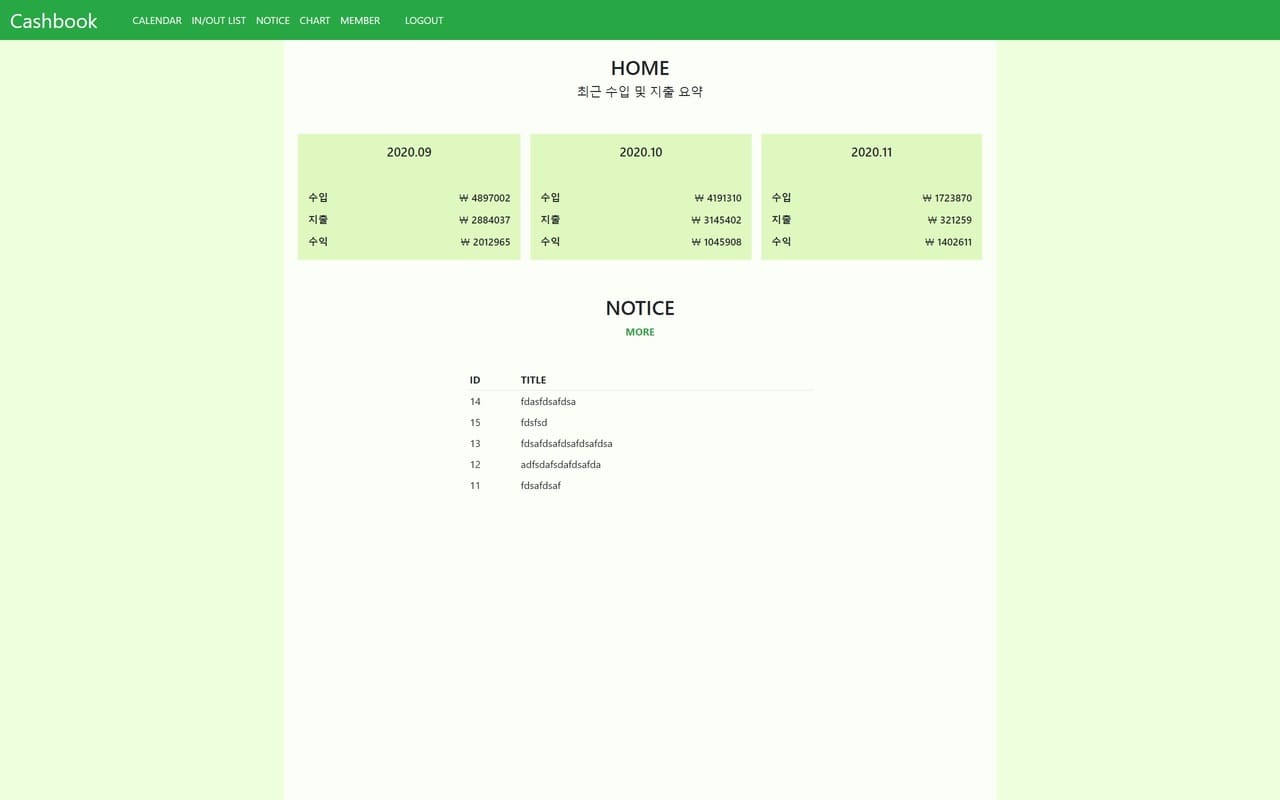 Cashbook CALENDAR IN/OUT LIST NOTICE CHART MEMBER LOGOUT
HOME
최근 수입 및 지출 요약
2020.09
수입 ₩ 4897002
지출 ₩ 2884037
수익 ₩ 2012965
2020.10
수입 ₩ 4191310
지출 ₩ 3145402
수익 ₩ 1045908
2020.11
수입 ₩ 1723870
지출 ₩ 321259
수익 ₩ 1402611
NOTICE
MORE
ID TITLE
14 fdasfdsafdsa
15 fdsfsd
13 fdsafdsafdsafdsafdsa
12 adfsdafsdafdsafda
11 fdsafdsaf